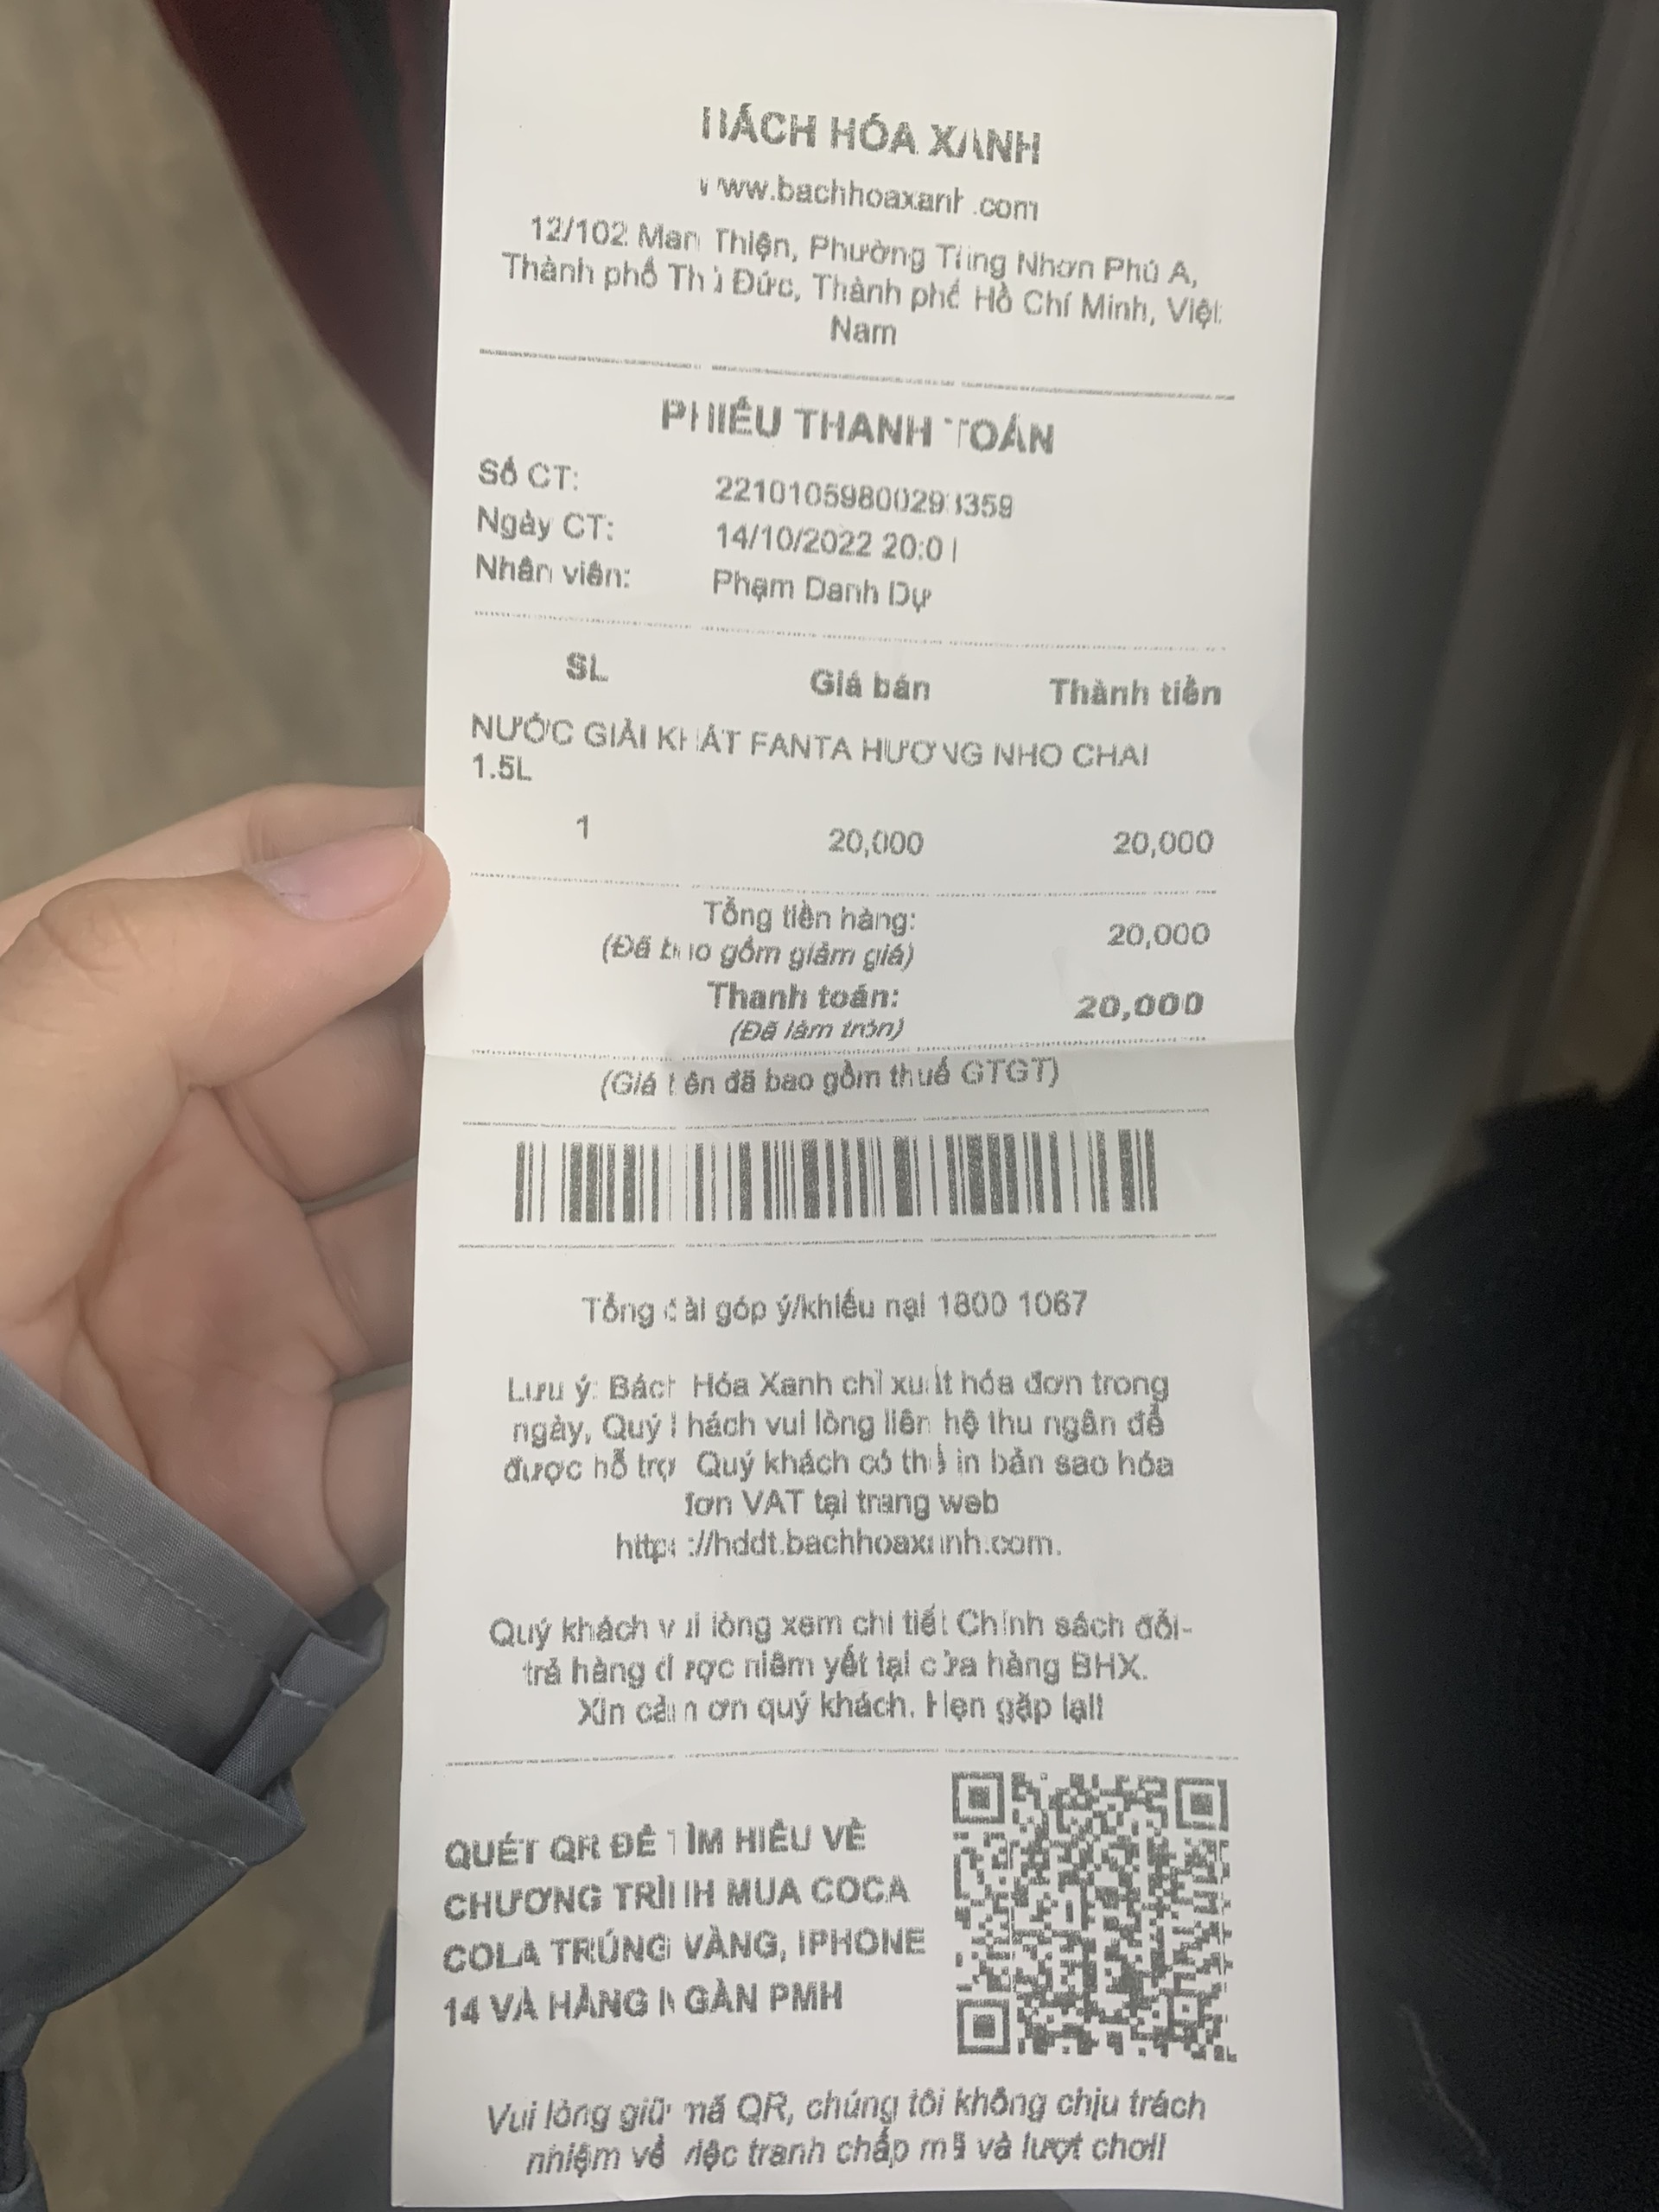 BÁCH HÓA XANH
www.bachhoaxanh.com
12/102 Man Thiện, Phường Tăng Nhơn Phú A,
Thành phố Thủ Đức, Thành phố Hồ Chí Minh, Việt
Nam
PHIẾU THANH TOÁN
Số CT: 22101059800293359
Ngày CT: 14/10/2022 20:0
Nhân viên: Phạm Danh Dự
SL Giá bán Thành tiền
NƯỚC GIẢI KHÁT FANTA HƯƠNG NHO CHAI
1.5L
1 20,000 20,000
Tổng tiền hàng: 20,000
(Đã bao gồm giảm giá)
Thanh toán: 20,000
(Đã làm tròn)
(Giá bên đã bao gồm thuế GTGT)
Tổng đài góp ý/khiếu nại 1800 1067
Lưu ý: Bách Hóa Xanh chỉ xuất hóa đơn trong
ngày, Quý khách vui lòng liên hệ thu ngân để
được hỗ trợ. Quý khách có thể in bản sao hóa
đơn VAT tại trang web
https://hddt.bachhoaxanh.com.
Quý khách vui lòng xem chi tiết Chính sách đổi-
trả hàng được niêm yết tại cửa hàng BHX.
Xin cảm ơn quý khách. Hẹn gặp lại!
QUÉT QR ĐỂ TÌM HIỂU VỀ
CHƯƠNG TRÌNH MUA COCA
COLA TRÚNG VÀNG, IPHONE
14 VÀ HÀNG NGÀN PMH
Vui lòng giữ mã QR, chúng tôi không chịu trách
nhiệm về việc tranh chấp mã và lượt chơi!